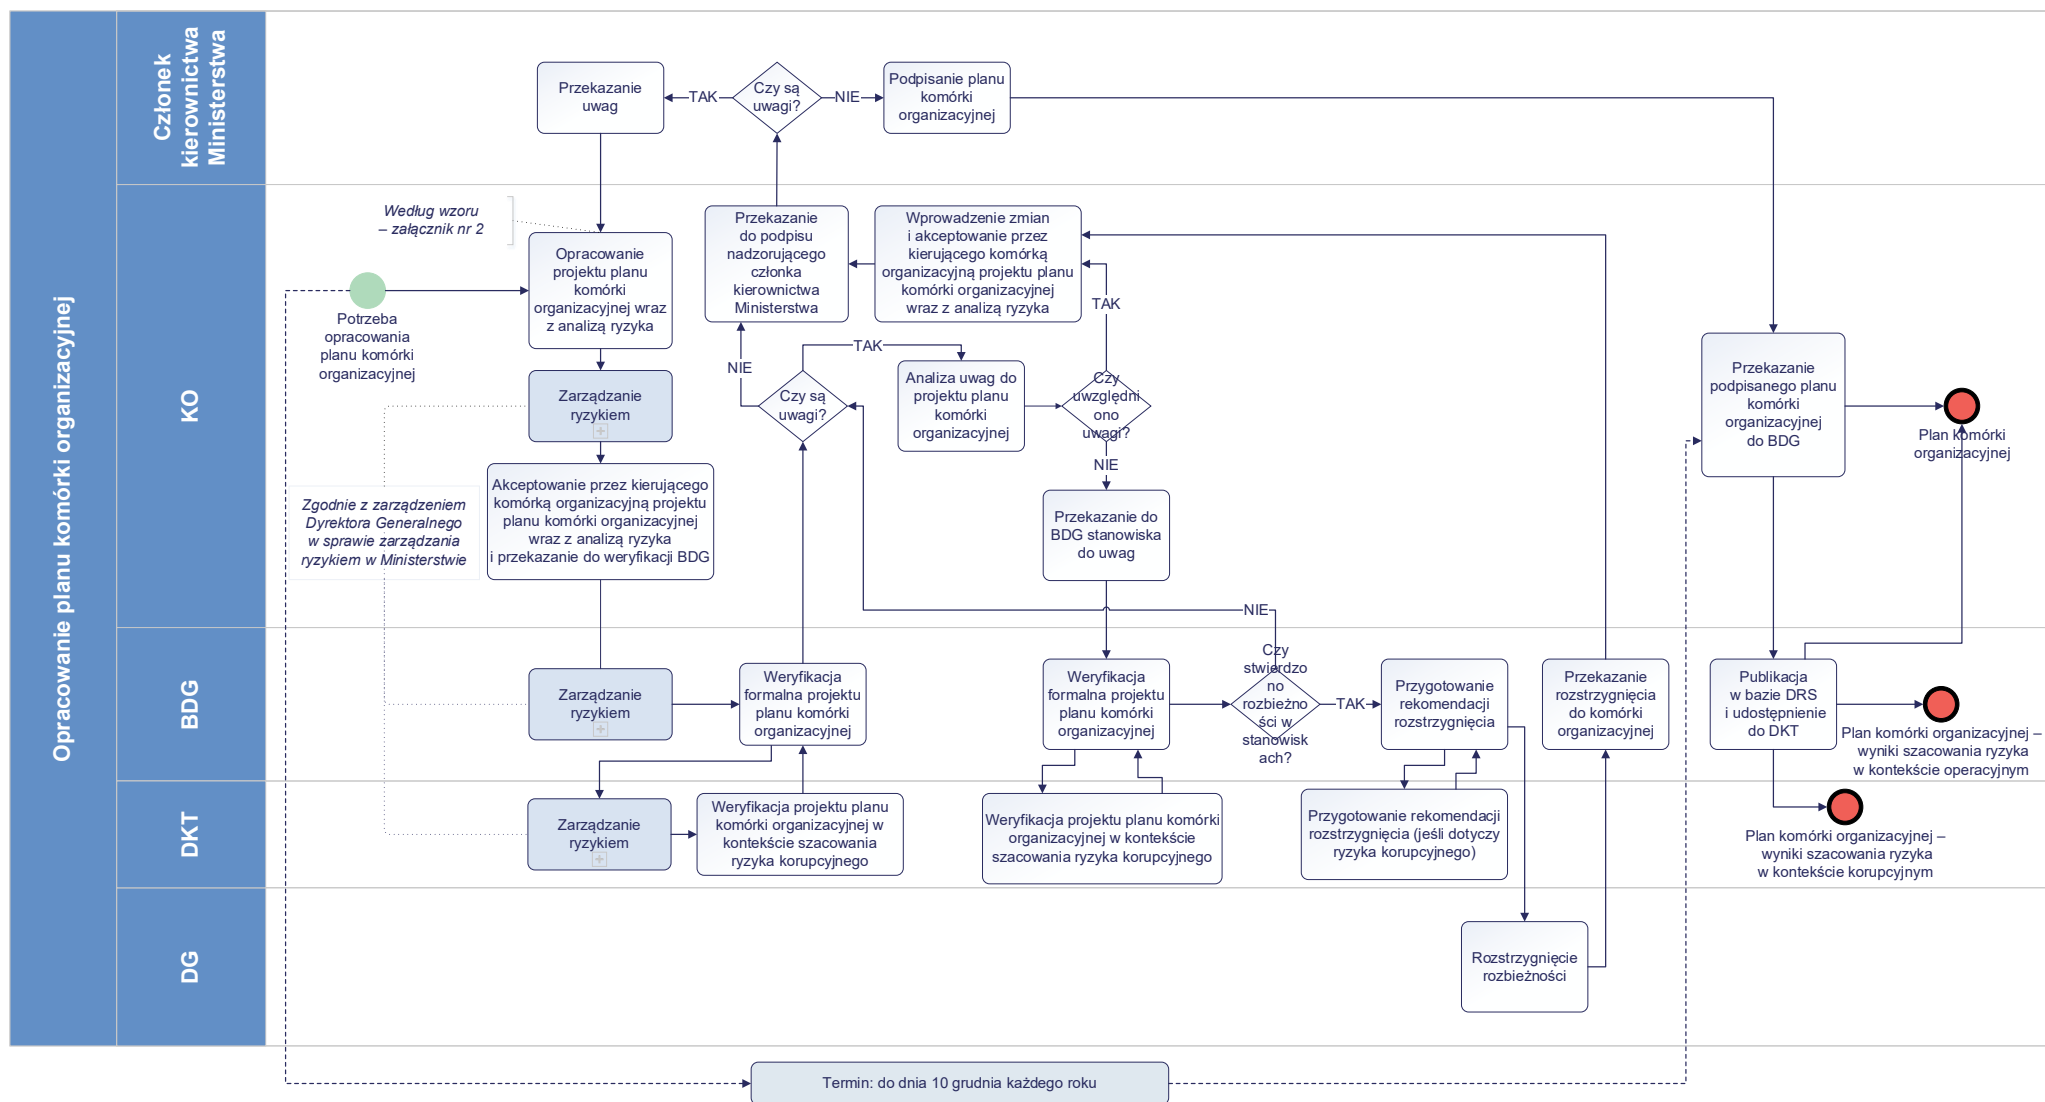 Opracowanie planu komórki organizacyjnej
Członek
kierownictwa
Ministerstwa
Przekazanie
uwag
TAK
Czy są
uwagi?
NIE
Podpisanie planu
komórki
organizacyjnej
KO
Według wzoru
– załącznik nr 2
Potrzeba
opracowania
planu komórki
organizacyjnej
Opracowanie
projektu planu
komórki
organizacyjnej wraz
z analizą ryzyka
Zarządzanie
ryzykiem
Zgodnie z zarządzeniem
Dyrektora Generalnego
w sprawie zarządzania
ryzykiem w Ministerstwie
Akceptowanie przez kierującego
komórką organizacyjną projektu
planu komórki organizacyjnej
wraz z analizą ryzyka
i przekazanie do weryfikacji BDG
Przekazanie
do podpisu
nadzorującego
członka
kierownictwa
Ministerstwa
Wprowadzenie zmian
i akceptowanie przez
kierującego komórką
organizacyjną projektu planu
komórki organizacyjnej
wraz z analizą ryzyka
NIE
Czy są
uwagi?
TAK
Analiza uwag do
projektu planu
komórki
organizacyjnej
TAK
Czy
uwzględni
ono
uwagi?
NIE
Przekazanie do
BDG stanowiska
do uwag
NIE
Przekazanie
podpisanego planu
komórki
organizacyjnej
do BDG
Plan komórki
organizacyjnej
BDG
Zarządzanie
ryzykiem
Weryfikacja
formalna projektu
planu komórki
organizacyjnej
Weryfikacja
formalna projektu
planu komórki
organizacyjnej
Czy
stwierdzo
no
rozbieżno
ści w
stanowisk
ach?
TAK
Przygotowanie
rekomendacji
rozstrzygnięcia
Przekazanie
rozstrzygnięcia
do komórki
organizacyjnej
Publikacja
w bazie DRS
i udostępnienie
do DKT
Plan komórki organizacyjnej –
wyniki szacowania ryzyka
w kontekście operacyjnym
DKT
Zarządzanie
ryzykiem
Weryfikacja projektu planu
komórki organizacyjnej w
kontekście szacowania
ryzyka korupcyjnego
Weryfikacja projektu planu komórki
organizacyjnej w kontekście
szacowania ryzyka korupcyjnego
Przygotowanie rekomendacji
rozstrzygnięcia (jeśli dotyczy
ryzyka korupcyjnego)
Plan komórki organizacyjnej –
wyniki szacowania ryzyka
w kontekście korupcyjnym
DG
Rozstrzygnięcie
rozbieżności
Termin: do dnia 10 grudnia każdego roku